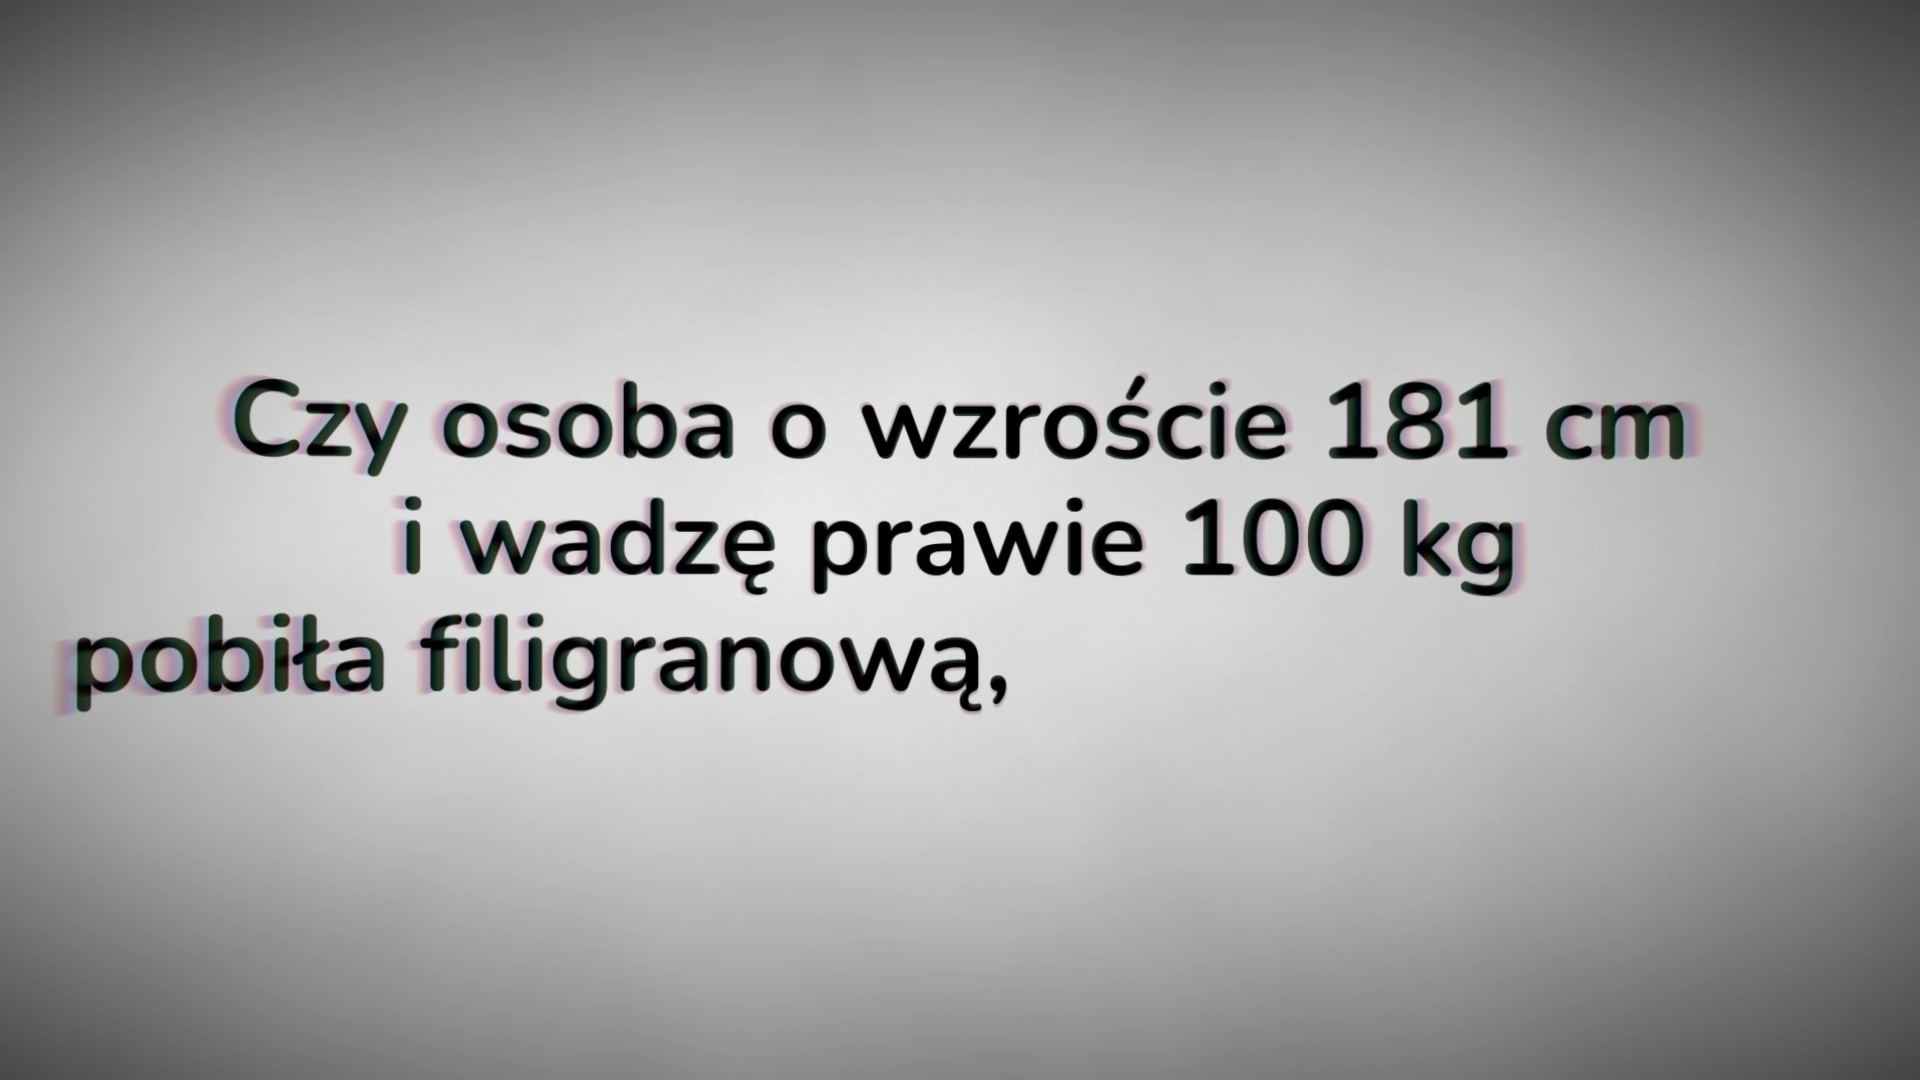 Czy osoba o wzroście 181 cm
i wadzę prawie 100 kg
pobiła filigranową,